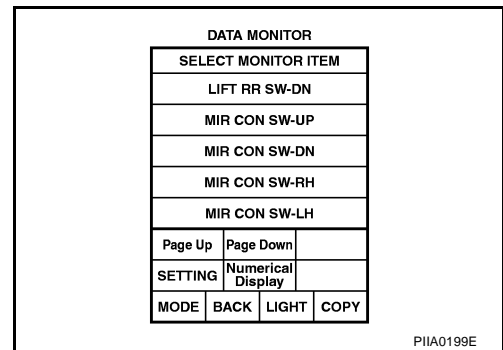 DATA MONITOR
SELECT MONITOR ITEM
LIFT RR SW-DN
MIR CON SW-UP
MIR CON SW-DN
MIR CON SW-RH
MIR CON SW-LH
Page Up Page Down
SETTING Numerical
Display
MODE BACK LIGHT COPY
PIIA0199E